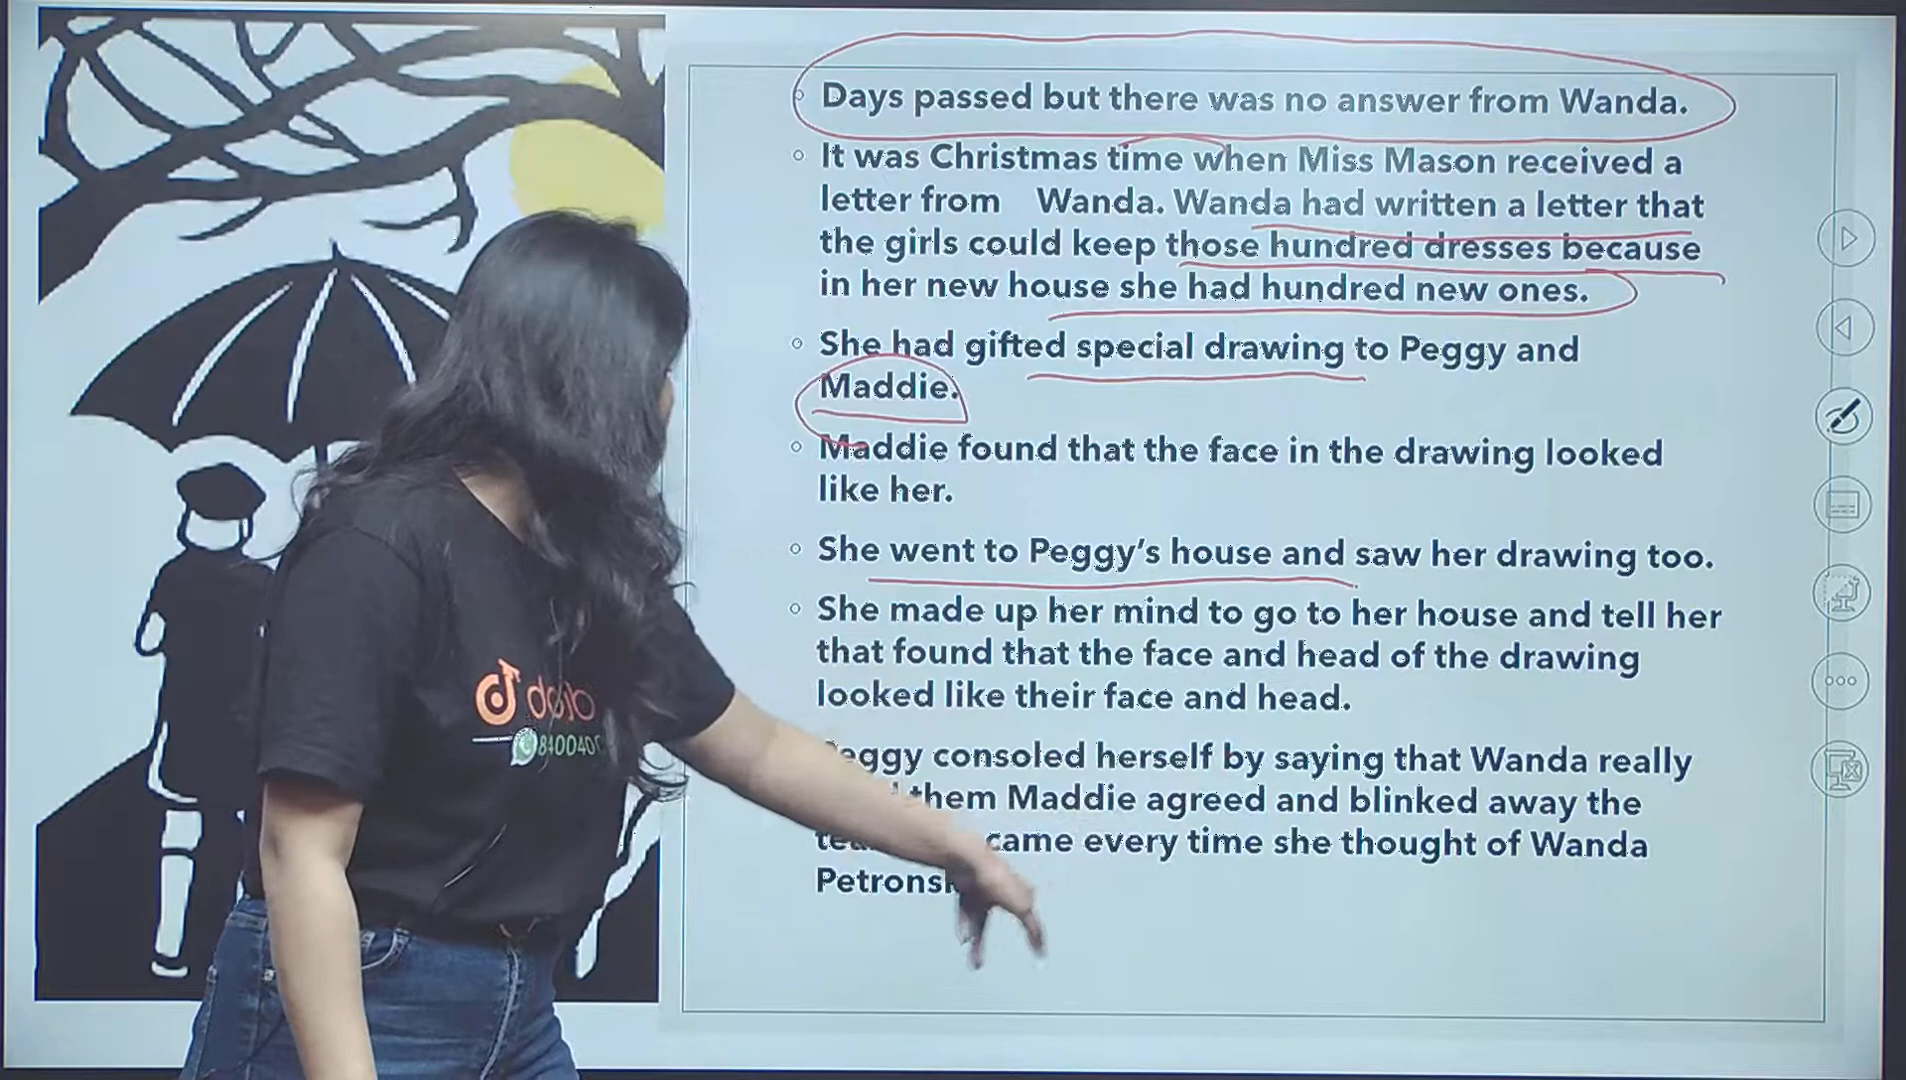 Days passed but there was no answer from Wanda.
It was Christmas time when Miss Mason received a
letter from Wanda. Wanda had written a letter that
the girls could keep those hundred dresses because
in her new house she had hundred new ones.
She had gifted special drawing to Peggy and
Maddie.
Maddie found that the face in the drawing looked
like her.
She went to Peggy's house and saw her drawing too.
She made up her mind to go to her house and tell her
that found that the face and head of the drawing
looked like their face and head.
consoled herself by saying that Wanda really
them Maddie agreed and blinked away the
came every time she thought of Wanda